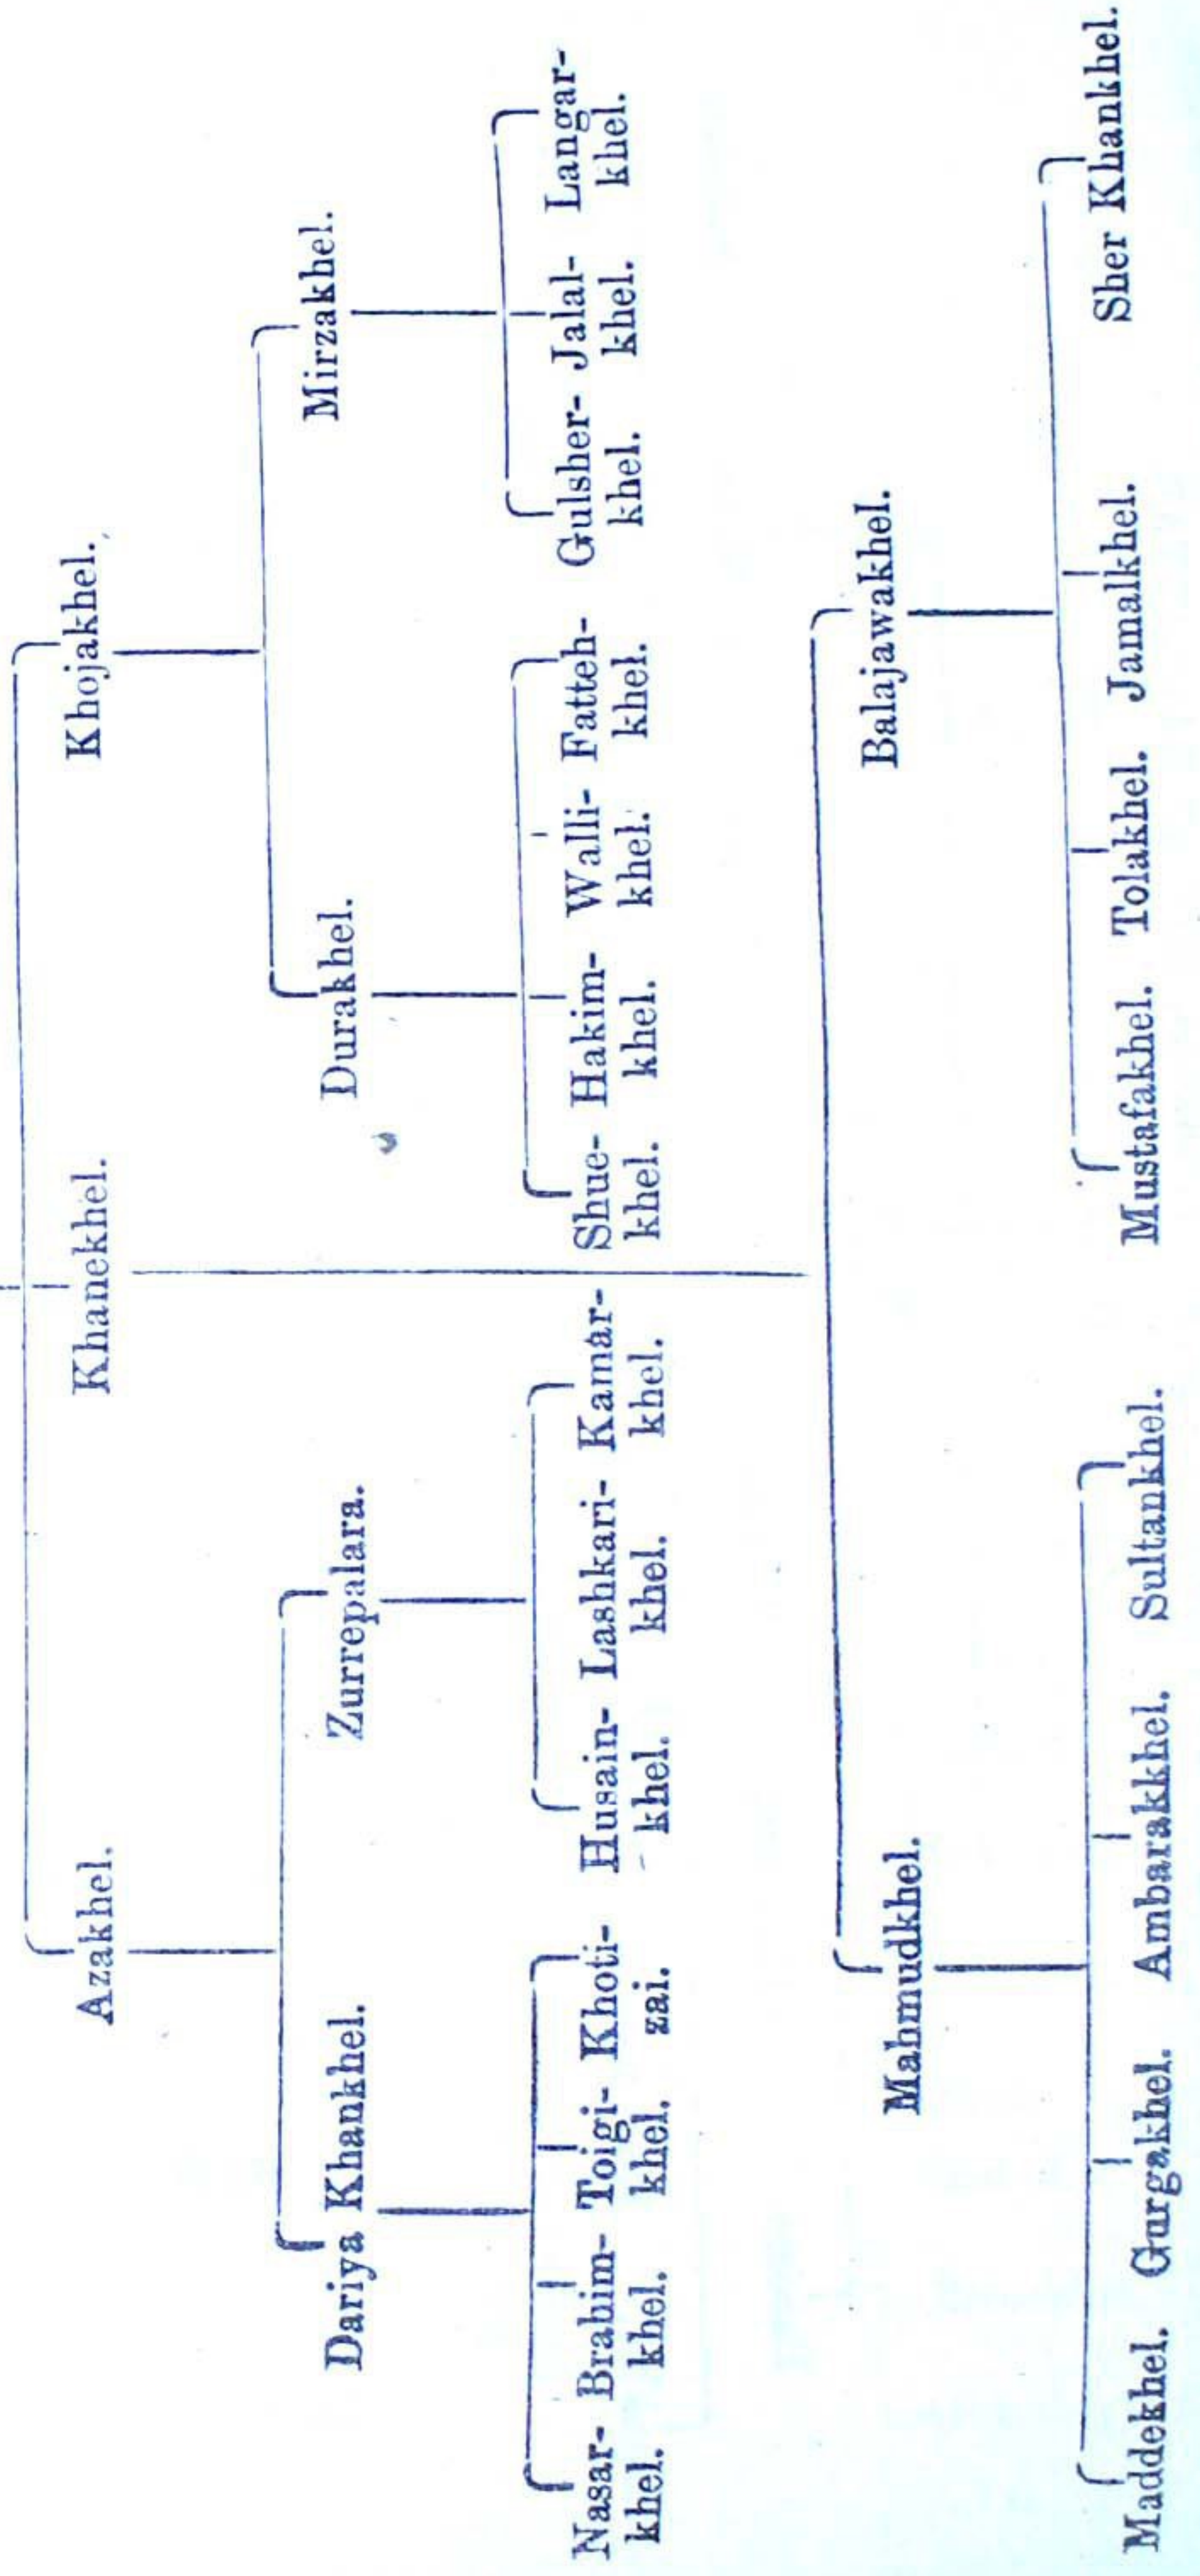 Azakhel. Khanekhel. Khojakhel.
Dariya Khankhel. Zurrepalara. Durakhel. Mirzakhel.
Nasar- Brahim- Toigi- Khoti- Husain- Lashkari- Kamar- Shue- Hakim- Walli- Fatteh- Gulsher- Jalal- Langar-
khel. khel. khel. zai. khel. khel. khel. khel. khel. khel. khel. khel. khel. khel.
Mahmudkhel. Balajawakhel.
Maddekhel. Gurgakhel. Ambarakkhel. Sultankhel. Mustafakhel. Tolakhel. Jamalkhel. Sher Khankhel.